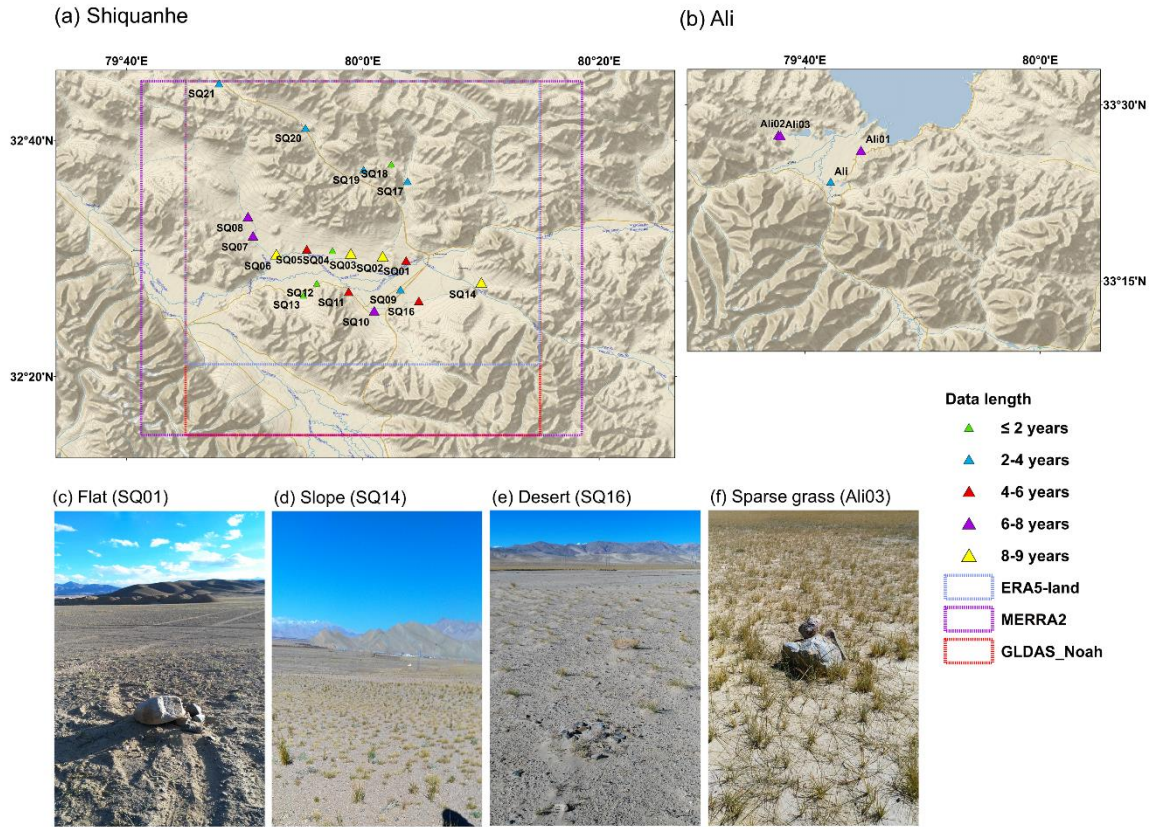 (a) Shiquanhe
(b) Ali
79°40'E
80°0'E
80°20'E
79°40'E
80°0'E
SQ21
SQ20
32°40'N
SQ19
SQ18
SQ17
SQ08
SQ07
SQ06
SQ05
SQ04
SQ03
SQ02
SQ01
SQ14
SQ12
SQ13
SQ11
SQ09
SQ10
SQ16
32°20'N
33°30'N
Ali02
Ali03
Ali01
Ali
33°15'N
Data length
≤ 2 years
2-4 years
4-6 years
6-8 years
8-9 years
ERA5-land
MERRA2
GLDAS_Noah
(c) Flat (SQ01)
(d) Slope (SQ14)
(e) Desert (SQ16)
(f) Sparse grass (Ali03)